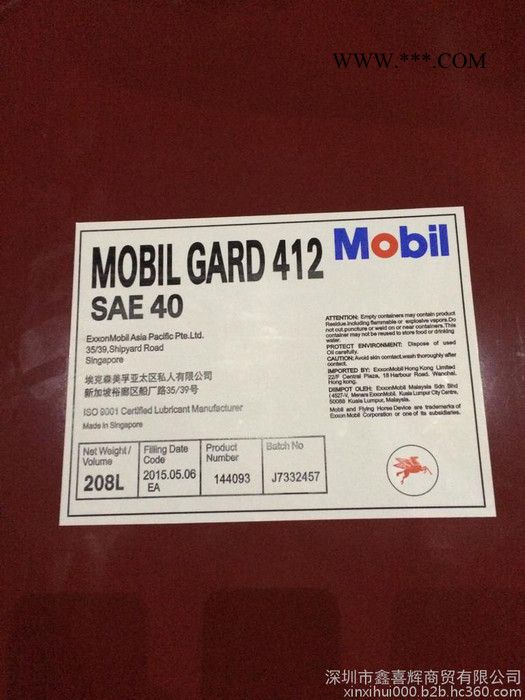 WWW.***.COM
MOBIL GARD 412
Mobil
SAE 40
ExxonMobil Asia Pacific Pte.Ltd.
35/39,Shipyard Road
Singapore
埃克森美孚亚太区私人有限公司
新加坡裕廊区船厂路35/39号
ISO 9001 Certified Lubricant Manufacturer
Made in Singapore
ATTENTION: Empty containers may contain product
Residue.Including flammable or explosive vapors.Do
not cut.puncture or weld on or near containers.This
container may not be reused to store food or drinking
water.
PROTECT ENVIRONMENT: Dispose of used
Oil carefully.
CAUTION: Avoid skin comtact.wash thoroughly after
contact.
IMPORTED BY: ExxonMobil Hong Kong Limited
22/F Central Plaza, 18 Harbour Road, Wanchai.
Hong kong.
DIIMPOT OLEH: ExxonMobil Malaysia Sdn Bhd
( 4527-V, Menara ExxonMobil. Kuala Lumpur City Centre,
50088 Kuala Lumpur, Malaysia.
Mobil and Flying Horse Device are trademarks of
Exxon Mobil Corporation or one of its subsidiaries.
Net Weight / Volume
208L
Filling Date Code
2015.05.06
EA
Product Number
144093
Batch No
J7332457
深圳市鑫喜辉商贸有限公司
xinxihui000.b2b.hc360.com